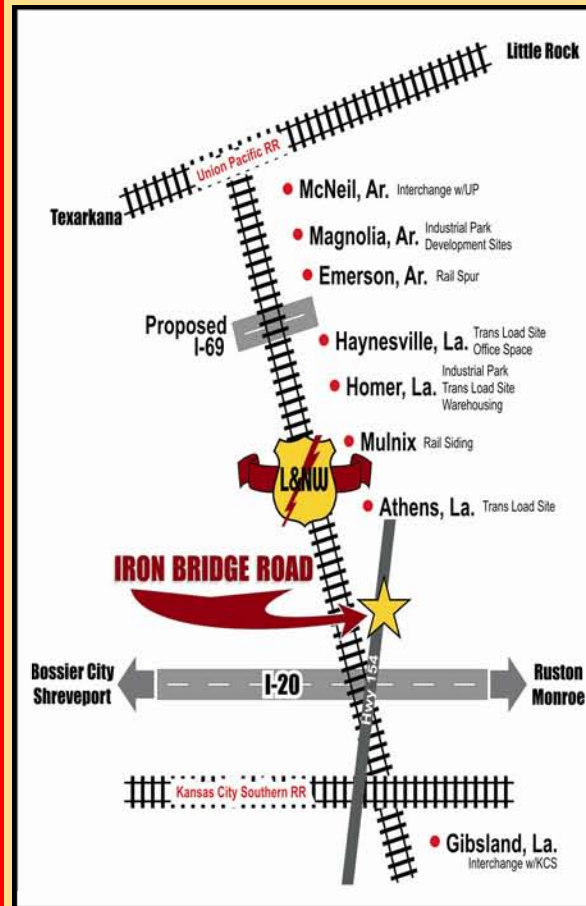 Little Rock
Union Pacific RR
Texarkana
McNeil, Ar. Interchange w/UP
Magnolia, Ar. Industrial Park
Development Sites
Emerson, Ar. Rail Spur
Proposed
I-69
Haynesville, La. Trans Load Site
Office Space
Homer, La. Industrial Park
Trans Load Site
Warehousing
Mulnix Rail Siding
L&NW
Athens, La. Trans Load Site
IRON BRIDGE ROAD
Bossier City
Shreveport
I-20
Hwy 154
Ruston
Monroe
Kansas City Southern RR
Gibsland, La.
Interchange w/KCS